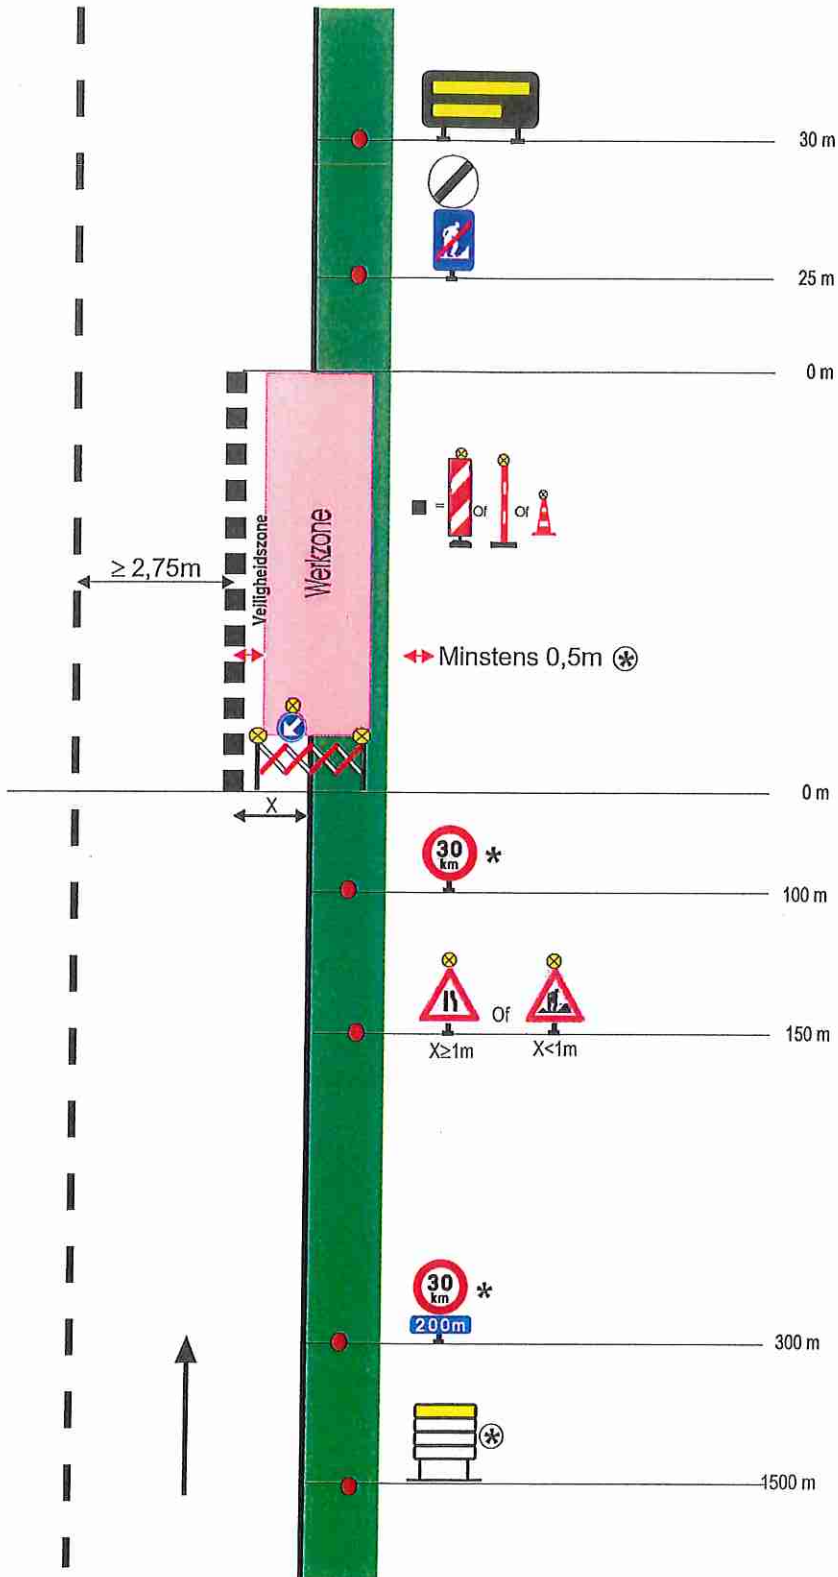 30 m
25 m
0 m
= Of Of
≥ 2,75m
Veiligheidszone
Werkzone
Minstens 0,5m *
0 m
X
30
km
*
100 m
Of
150 m
X≥1m
X<1m
30
km
*
200m
300 m
*
1500 m